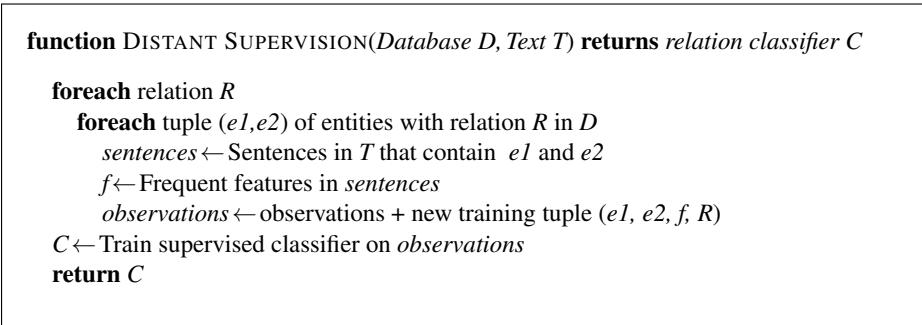 function DISTANT SUPERVISION(Database D, Text T) returns relation classifier C
foreach relation R
foreach tuple (e1,e2) of entities with relation R in D
sentences←Sentences in T that contain e1 and e2
f←Frequent features in sentences
observations←observations + new training tuple (e1, e2, f, R)
C←Train supervised classifier on observations
return C